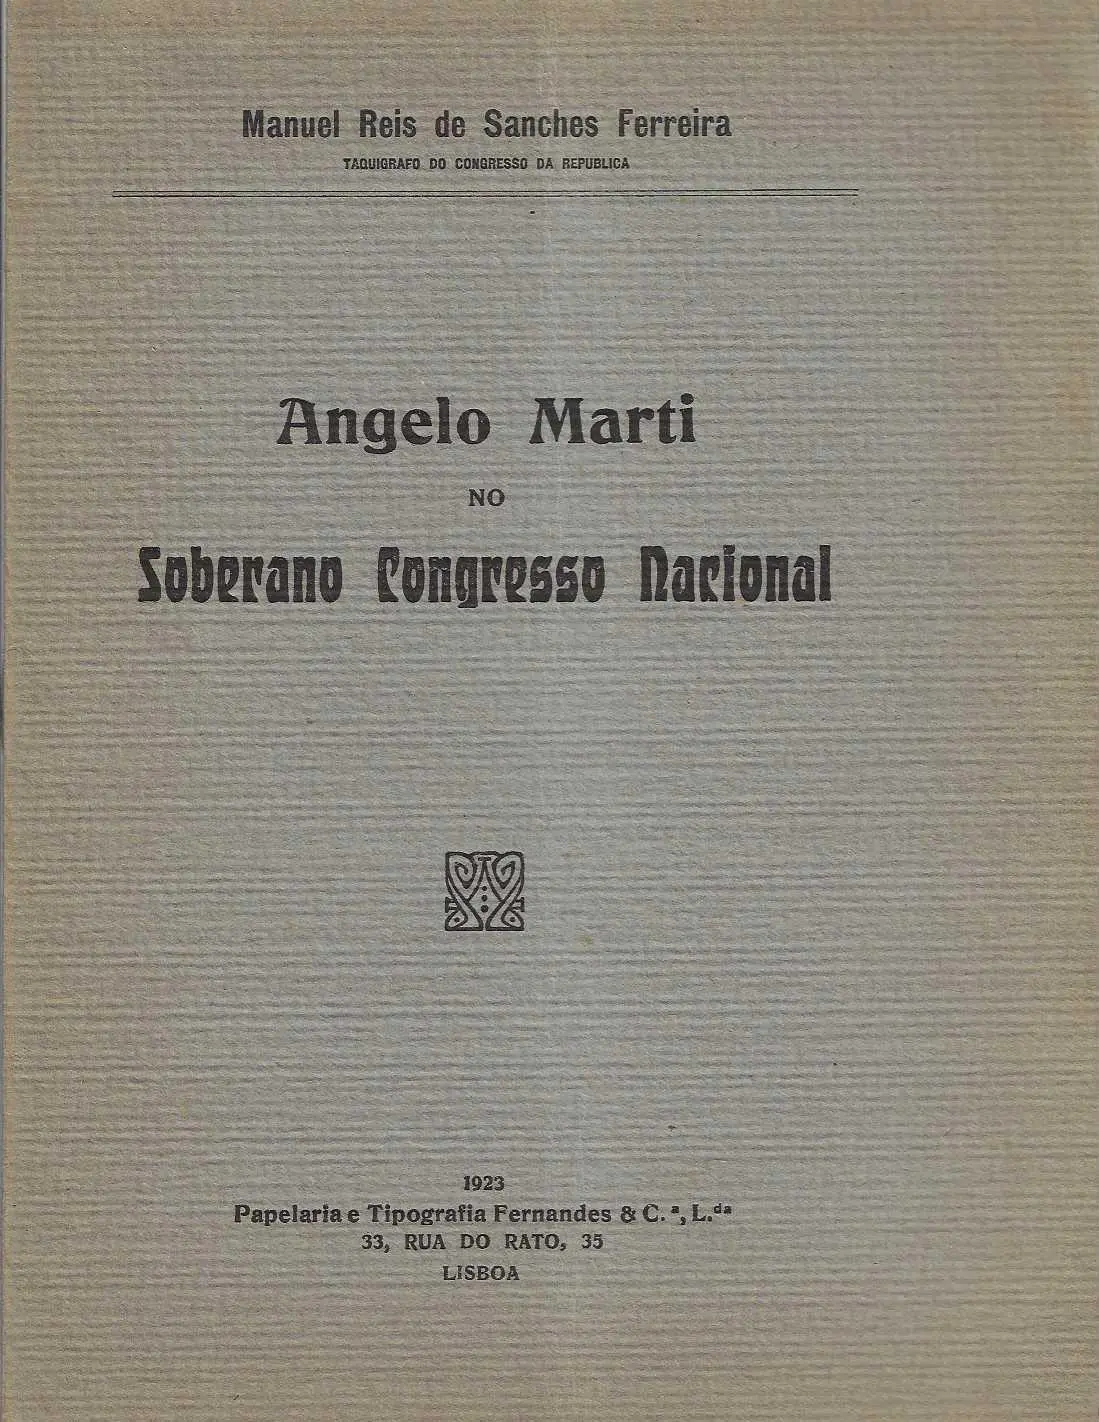 Manuel Reis de Sanches Ferreira
TAQUIGRAFO DO CONGRESSO DA REPUBLICA
Angelo Marti
NO
Soberano Congresso Nacional
1923
Papelaria e Tipografia Fernandes & C.ª, L.da
33, RUA DO RATO, 35
LISBOA